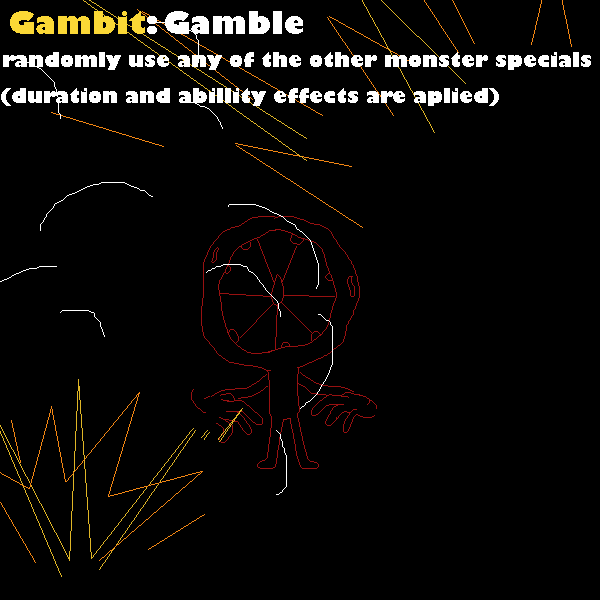 Gambit: Gamble
randomly use any of the other monster specials
(duration and abillity effects are aplied)